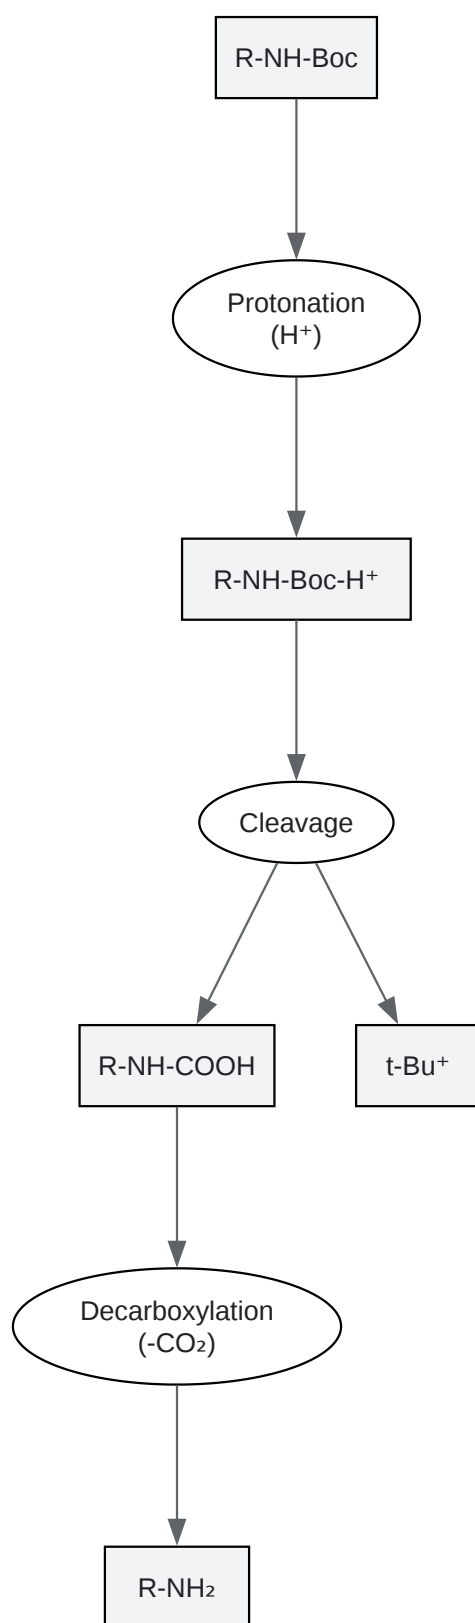 R-NH-Boc
Protonation
(H⁺)
R-NH-Boc-H⁺
Cleavage
R-NH-COOH
t-Bu⁺
Decarboxylation
(-CO₂)
R-NH₂